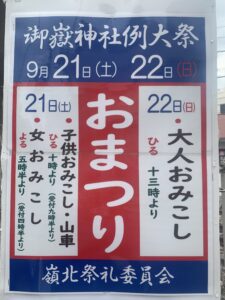 御嶽神社例大祭
9月21日(土) 22日(日)
おまつり
22日(日)
・大人おみこし
ひる 十三時より
21日(土)
・子供おみこし・山車
ひる 十時より(受付九時半より)
・女おみこし
よる 五時半より(受付四時半より)
嶺北祭礼委員会